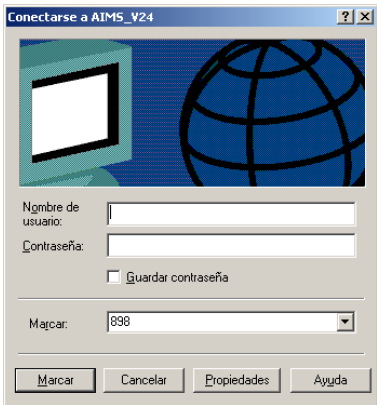 Conectarse a AIMS_V24
Nombre de
usuario:
Contraseña:
Guardar contraseña
Marcar:
898
Marcar
Cancelar
Propiedades
Ayuda